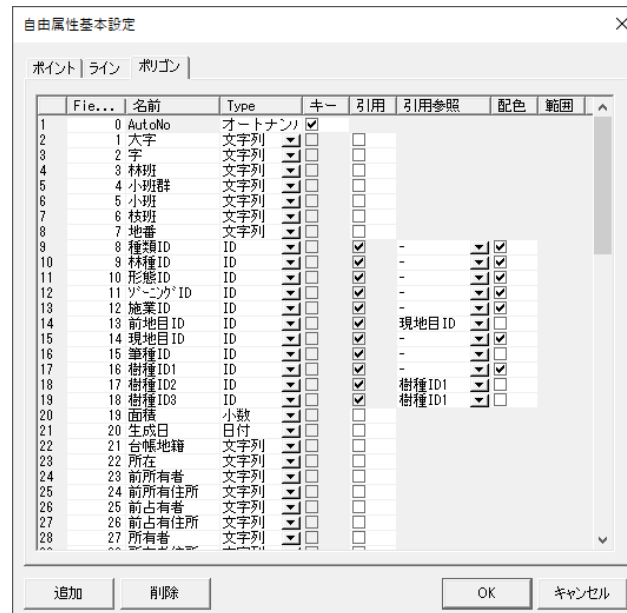 自由属性基本設定
ポイント ライン ポリゴン
Fie... 名前 Type キー 引用 引用参照 配色 範囲
1 0 AutoNo オートナンバ
2 1 大字 文字列
3 2 字 文字列
4 3 林班 文字列
5 4 小班群 文字列
6 5 小班 文字列
7 6 枝班 文字列
8 7 地番 文字列
9 8 種類ID ID -
10 9 林種ID ID -
11 10 形態ID ID -
12 11 ｿﾞｰﾆﾝｸﾞID ID -
13 12 施業ID ID -
14 13 前地目ID ID 現地目ID
15 14 現地目ID ID -
16 15 筆種ID ID -
17 16 樹種ID1 ID -
18 17 樹種ID2 ID 樹種ID1
19 18 樹種ID3 ID 樹種ID1
20 19 面積 小数
21 20 生成日 日付
22 21 台帳地籍 文字列
23 22 所在 文字列
24 23 前所有者 文字列
25 24 前所有住所 文字列
26 25 前占有者 文字列
27 26 前占有住所 文字列
28 27 所有者 文字列
追加 削除 OK キャンセル